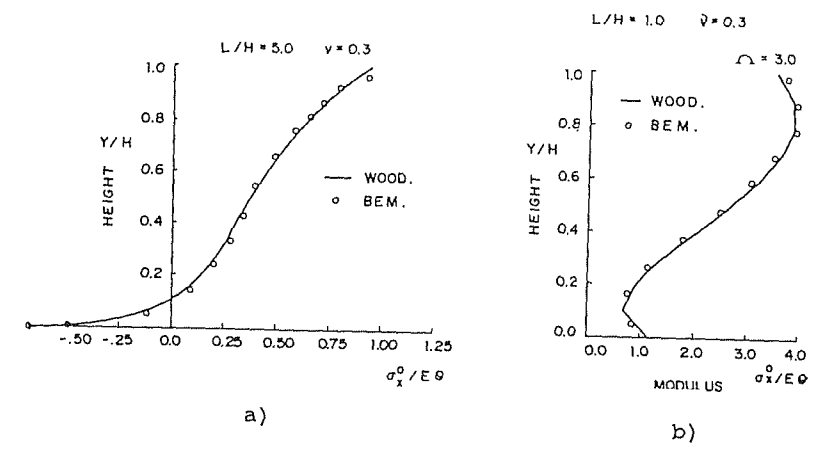 L/H = 5.0 ν = 0.3
1.0
0.8
Y/H
0.6
HEIGHT
0.4
0.2
WOOD.
BEM.
-.50 -.25 0.0 0.25 0.50 0.75 1.00 1.25
σx⁰/Eθ
a)
L/H = 1.0 ν = 0.3
Ω = 3.0
1.0
WOOD.
0.8
BEM.
Y/H
0.6
HEIGHT
0.4
0.2
0.0
0.0 1.0 2.0 3.0 4.0
MODULUS σx⁰/Eθ
b)